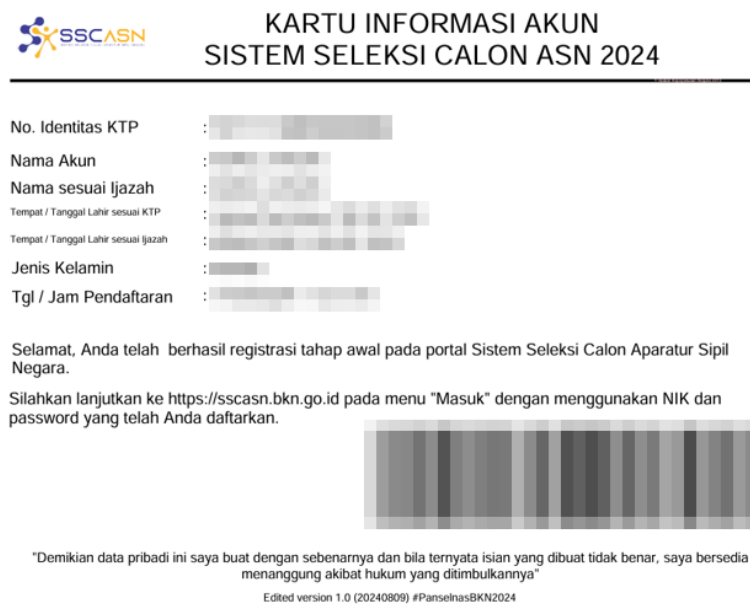 SSCASN
KARTU INFORMASI AKUN
SISTEM SELEKSI CALON ASN 2024
No. Identitas KTP :
Nama Akun :
Nama sesuai Ijazah :
Tempat / Tanggal Lahir sesuai KTP :
Tempat / Tanggal Lahir sesuai Ijazah :
Jenis Kelamin :
Tgl / Jam Pendaftaran :
Selamat, Anda telah berhasil registrasi tahap awal pada portal Sistem Seleksi Calon Aparatur Sipil
Negara.
Silahkan lanjutkan ke https://sscasn.bkn.go.id pada menu "Masuk" dengan menggunakan NIK dan
password yang telah Anda daftarkan.
"Demikian data pribadi ini saya buat dengan sebenarnya dan bila ternyata isian yang dibuat tidak benar, saya bersedia
menanggung akibat hukum yang ditimbulkannya"
Edited version 1.0 (20240809) #PanselnasBKN2024